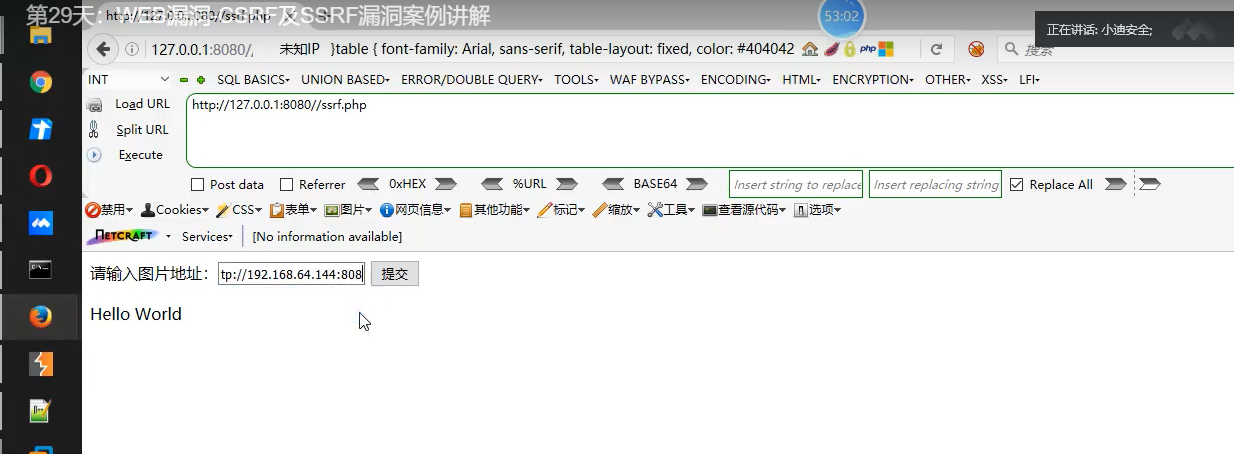 第29天：WEB漏洞-CSRF及SSRF漏洞案例讲解
53:02
正在讲话: 小迪安全;
127.0.0.1:8080/, 未知IP }table { font-family: Arial, sans-serif, table-layout: fixed, color: #404042 php 搜索
INT SQL BASICS UNION BASED ERROR/DOUBLE QUERY TOOLS WAF BYPASS ENCODING HTML ENCRYPTION OTHER XSS LFI
Load URL http://127.0.0.1:8080//ssrf.php
Split URL
Execute
Post data Referrer 0xHEX %URL BASE64 Insert string to replace Insert replacing string Replace All
禁用 Cookies CSS 表单 图片 网页信息 其他功能 标记 缩放 工具 查看源代码 选项
NETCRAFT Services [No information available]
请输入图片地址： tp://192.168.64.144:808 提交
Hello World